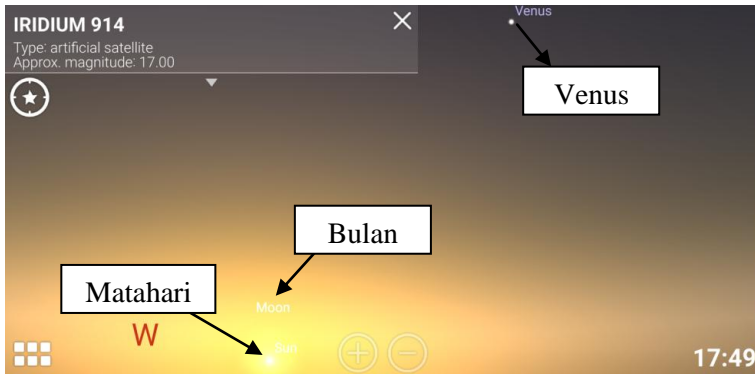 IRIDIUM 914
Type: artificial satellite
Approx. magnitude: 17.00
Venus
Venus
Bulan
Matahari
Moon
Sun
W
17:49